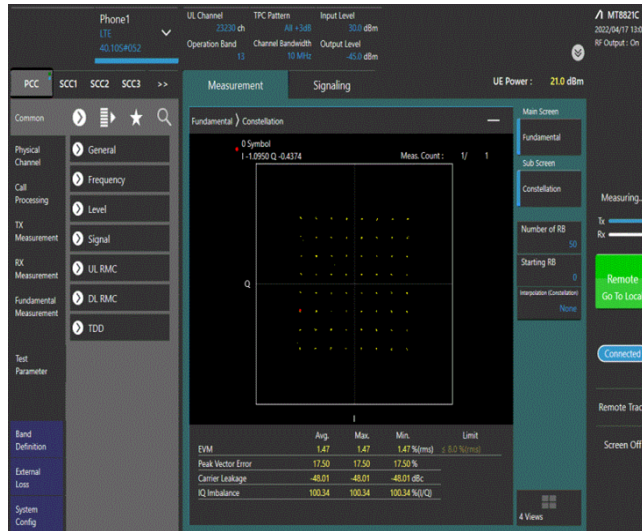 Phone1
LTE
40.10S#052
UL Channel TPC Pattern Input Level
23230 ch All +3dB 30.0 dBm
Operation Band Channel Bandwidth Output Level
13 10 MHz -45.0 dBm
MT8821C
2022/04/17 13:0
RF Output : On
PCC SCC1 SCC2 SCC3 >>
Measurement Signaling UE Power : 21.0 dBm
Common
Physical
Channel
Call
Processing
TX
Measurement
RX
Measurement
Fundamental
Measurement
Test
Parameter
Band
Definition
External
Loss
System
Config
General
Frequency
Level
Signal
UL RMC
DL RMC
TDD
Fundamental 〉 Constellation
0 Symbol
I -1.0950 Q -0.4374 Meas. Count : 1/ 1
Q
I
Avg. Max. Min. Limit
EVM 1.47 1.47 1.47 %(rms) ≤ 8.0 %(rms)
Peak Vector Error 17.50 17.50 17.50 %
Carrier Leakage -48.01 -48.01 -48.01 dBc
IQ Imbalance 100.34 100.34 100.34 %(I/Q)
Main Screen
Fundamental
Sub Screen
Constellation
Number of RB
50
Starting RB
0
Interpolation (Constellation)
None
4 Views
Measuring..
Tx
Rx
Remote
Go To Loca
Connected
Remote Trac
Screen Off